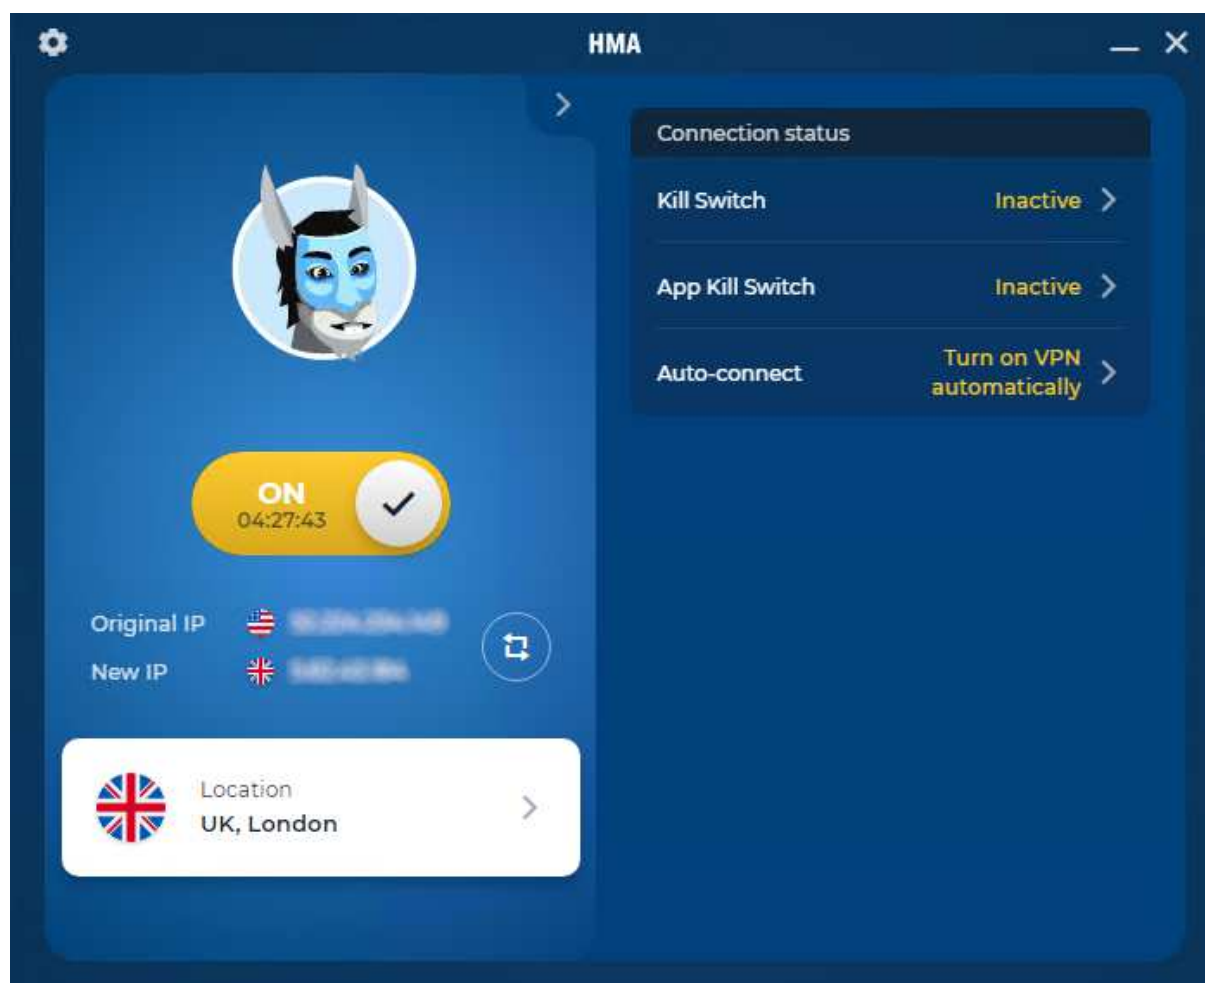 HMA
ON
04:27:43
Original IP
New IP
Location
UK, London
Connection status
Kill Switch Inactive
App Kill Switch Inactive
Auto-connect Turn on VPN
automatically